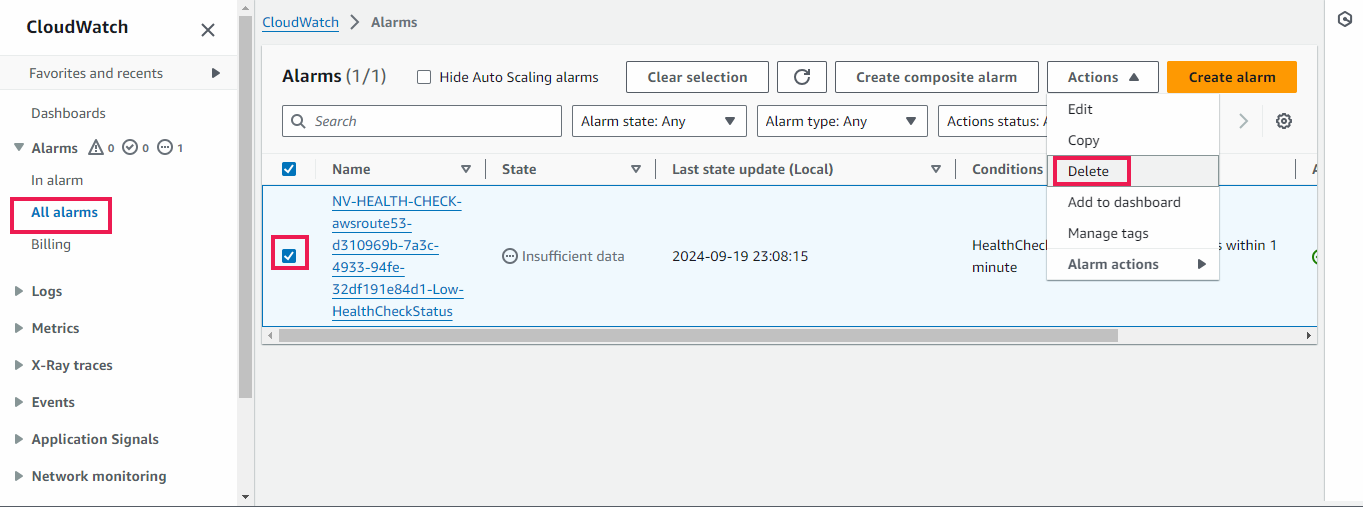 CloudWatch
Favorites and recents
Dashboards
Alarms 0 0 1
In alarm
All alarms
Billing
Logs
Metrics
X-Ray traces
Events
Application Signals
Network monitoring
CloudWatch > Alarms
Alarms (1/1)
Hide Auto Scaling alarms
Clear selection
Create composite alarm
Actions
Create alarm
Search
Alarm state: Any
Alarm type: Any
Actions status:
Edit
Copy
Delete
Add to dashboard
Manage tags
Alarm actions
Name
State
Last state update (Local)
Conditions
NV-HEALTH-CHECK-
awsroute53-
d310969b-7a3c-
4933-94fe-
32df191e84d1-Low-
HealthCheckStatus
Insufficient data
2024-09-19 23:08:15
HealthChec
s within 1
minute